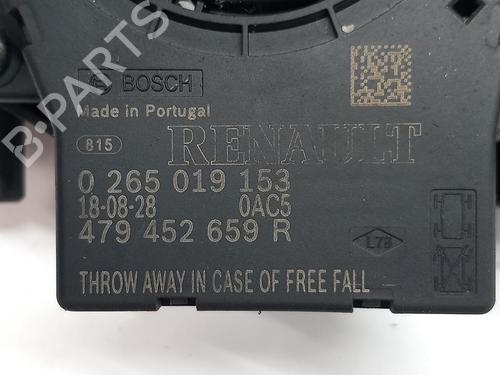 B-PARTS
BOSCH
Made in Portugal
815
RENAULT
0 265 019 153
18-08-28 0AC5
479 452 659 R
L78
THROW AWAY IN CASE OF FREE FALL